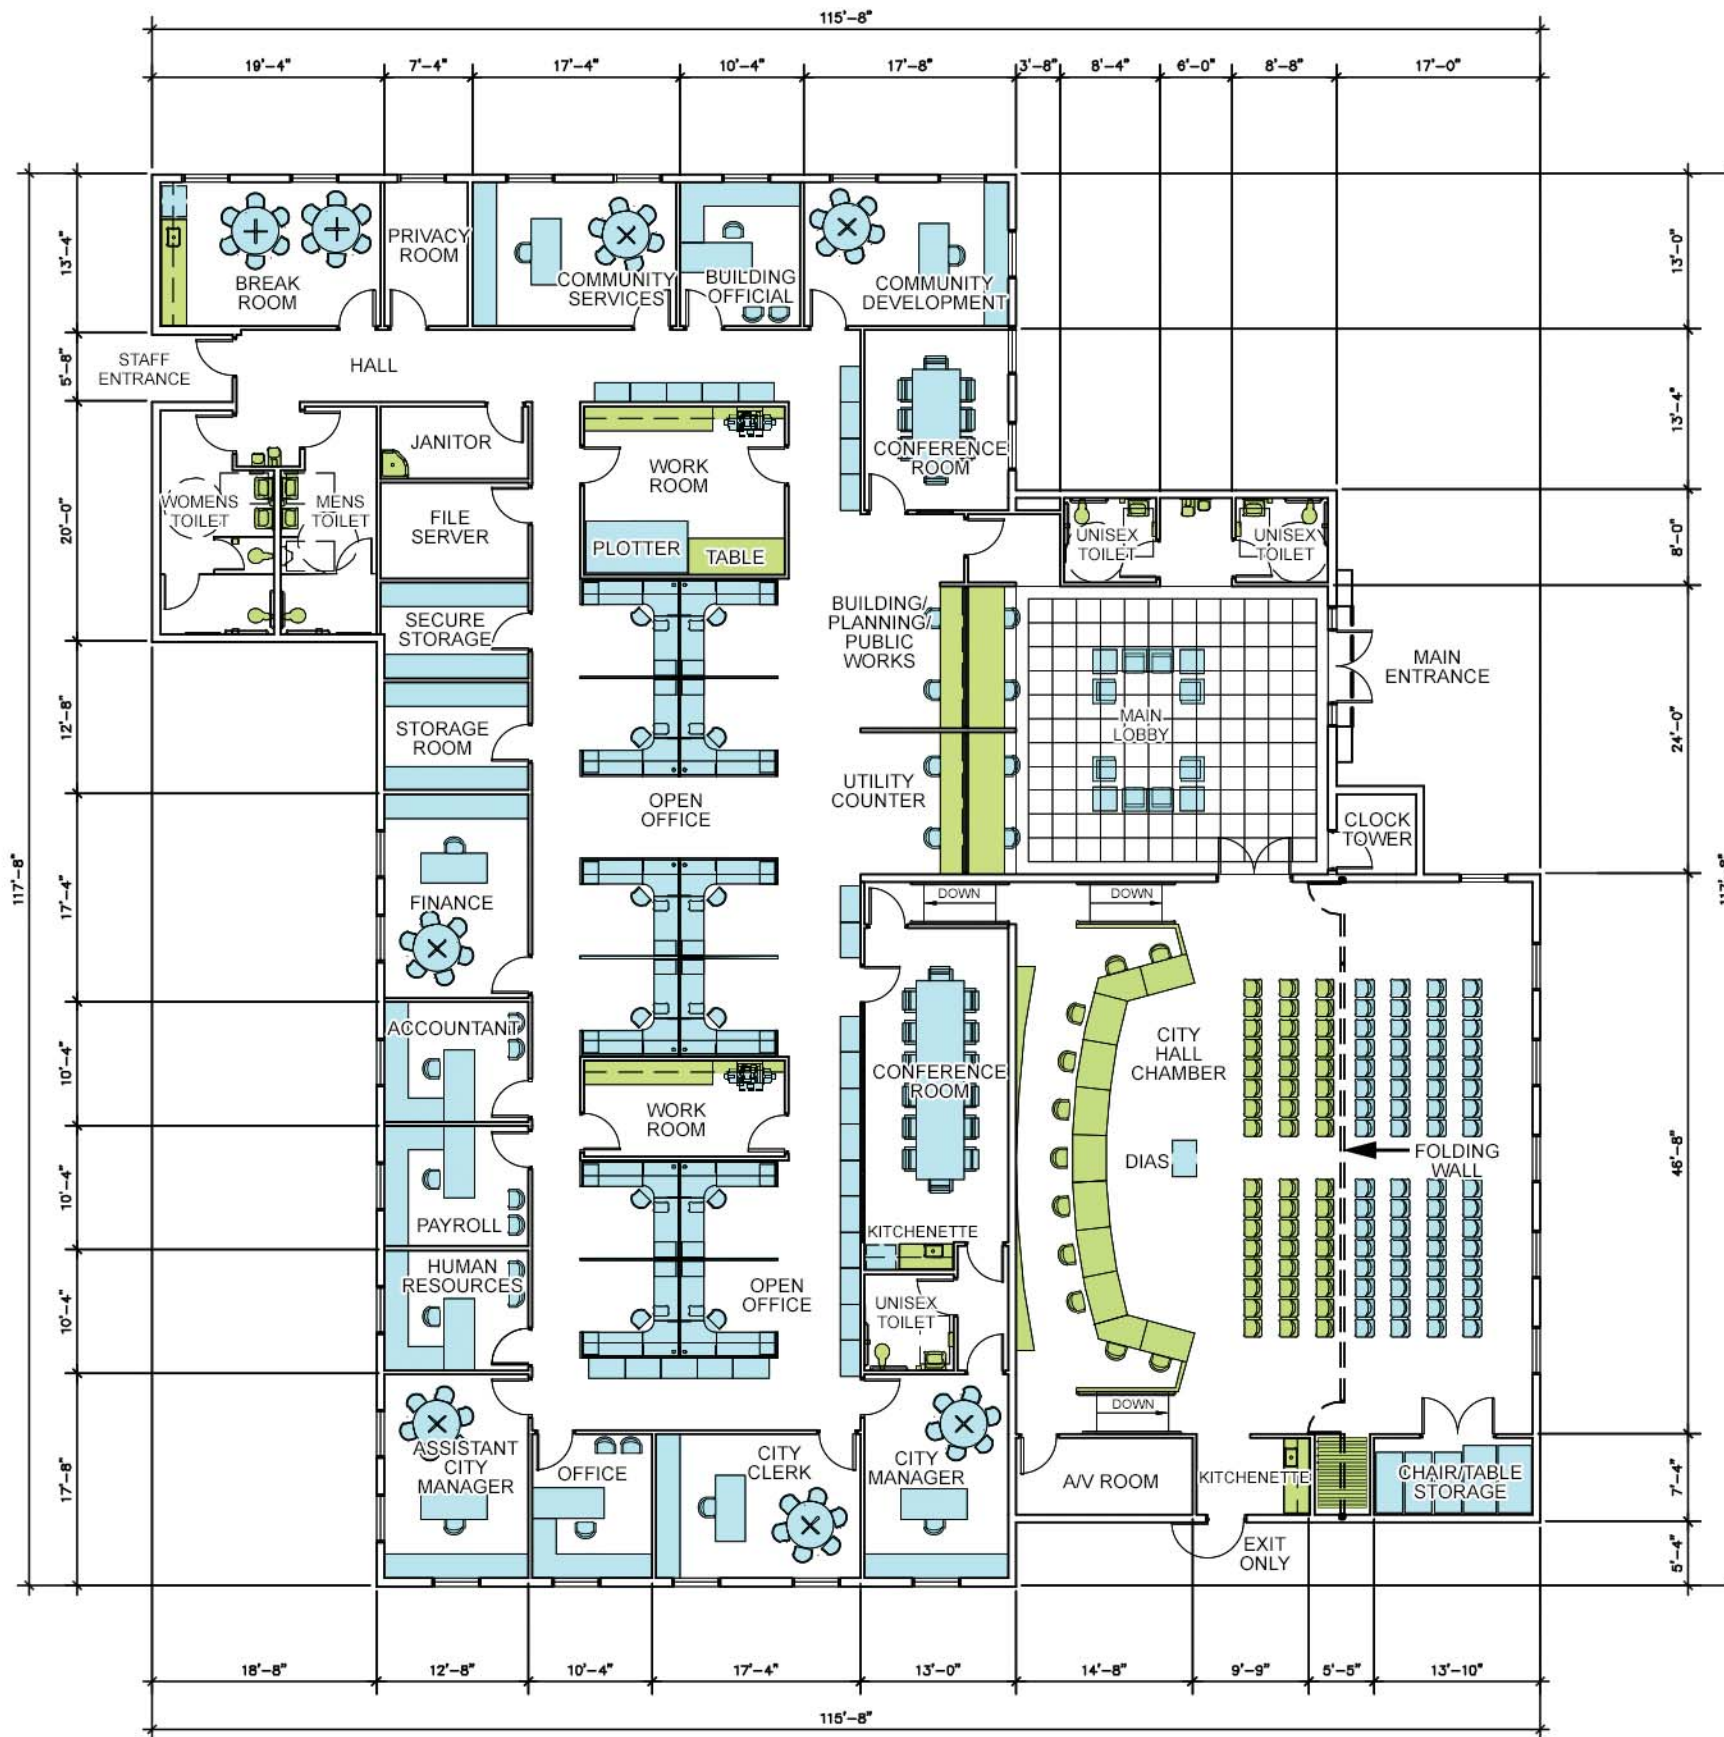 115'-8"
19'-4"
7'-4"
17'-4"
10'-4"
17'-8"
3'-8"
8'-4"
6'-0"
8'-8"
17'-0"
13'-4"
5'-8"
20'-0"
12'-8"
17'-4"
10'-4"
10'-4"
10'-4"
17'-8"
117'-8"
BREAK
ROOM
PRIVACY
ROOM
COMMUNITY
SERVICES
BUILDING
OFFICIAL
COMMUNITY
DEVELOPMENT
STAFF
ENTRANCE
HALL
CONFERENCE
ROOM
JANITOR
WORK
ROOM
WOMENS
TOILET
MENS
TOILET
FILE
SERVER
PLOTTER
TABLE
UNISEX
TOILET
UNISEX
TOILET
SECURE
STORAGE
BUILDING/
PLANNING/
PUBLIC
WORKS
MAIN
ENTRANCE
MAIN
LOBBY
STORAGE
ROOM
OPEN
OFFICE
UTILITY
COUNTER
CLOCK
TOWER
FINANCE
DOWN
DOWN
ACCOUNTANT
CITY
HALL
CHAMBER
CONFERENCE
ROOM
WORK
ROOM
DIAS
FOLDING
WALL
PAYROLL
KITCHENETTE
HUMAN
RESOURCES
OPEN
OFFICE
UNISEX
TOILET
DOWN
ASSISTANT
CITY
MANAGER
OFFICE
CITY
CLERK
CITY
MANAGER
A/V ROOM
KITCHENETTE
CHAIR/TABLE
STORAGE
EXIT
ONLY
13'-0"
13'-4"
8'-0"
24'-0"
46'-8"
7'-4"
5'-4"
117'-8"
18'-8"
12'-8"
10'-4"
17'-4"
13'-0"
14'-8"
9'-9"
5'-5"
13'-10"
115'-8"